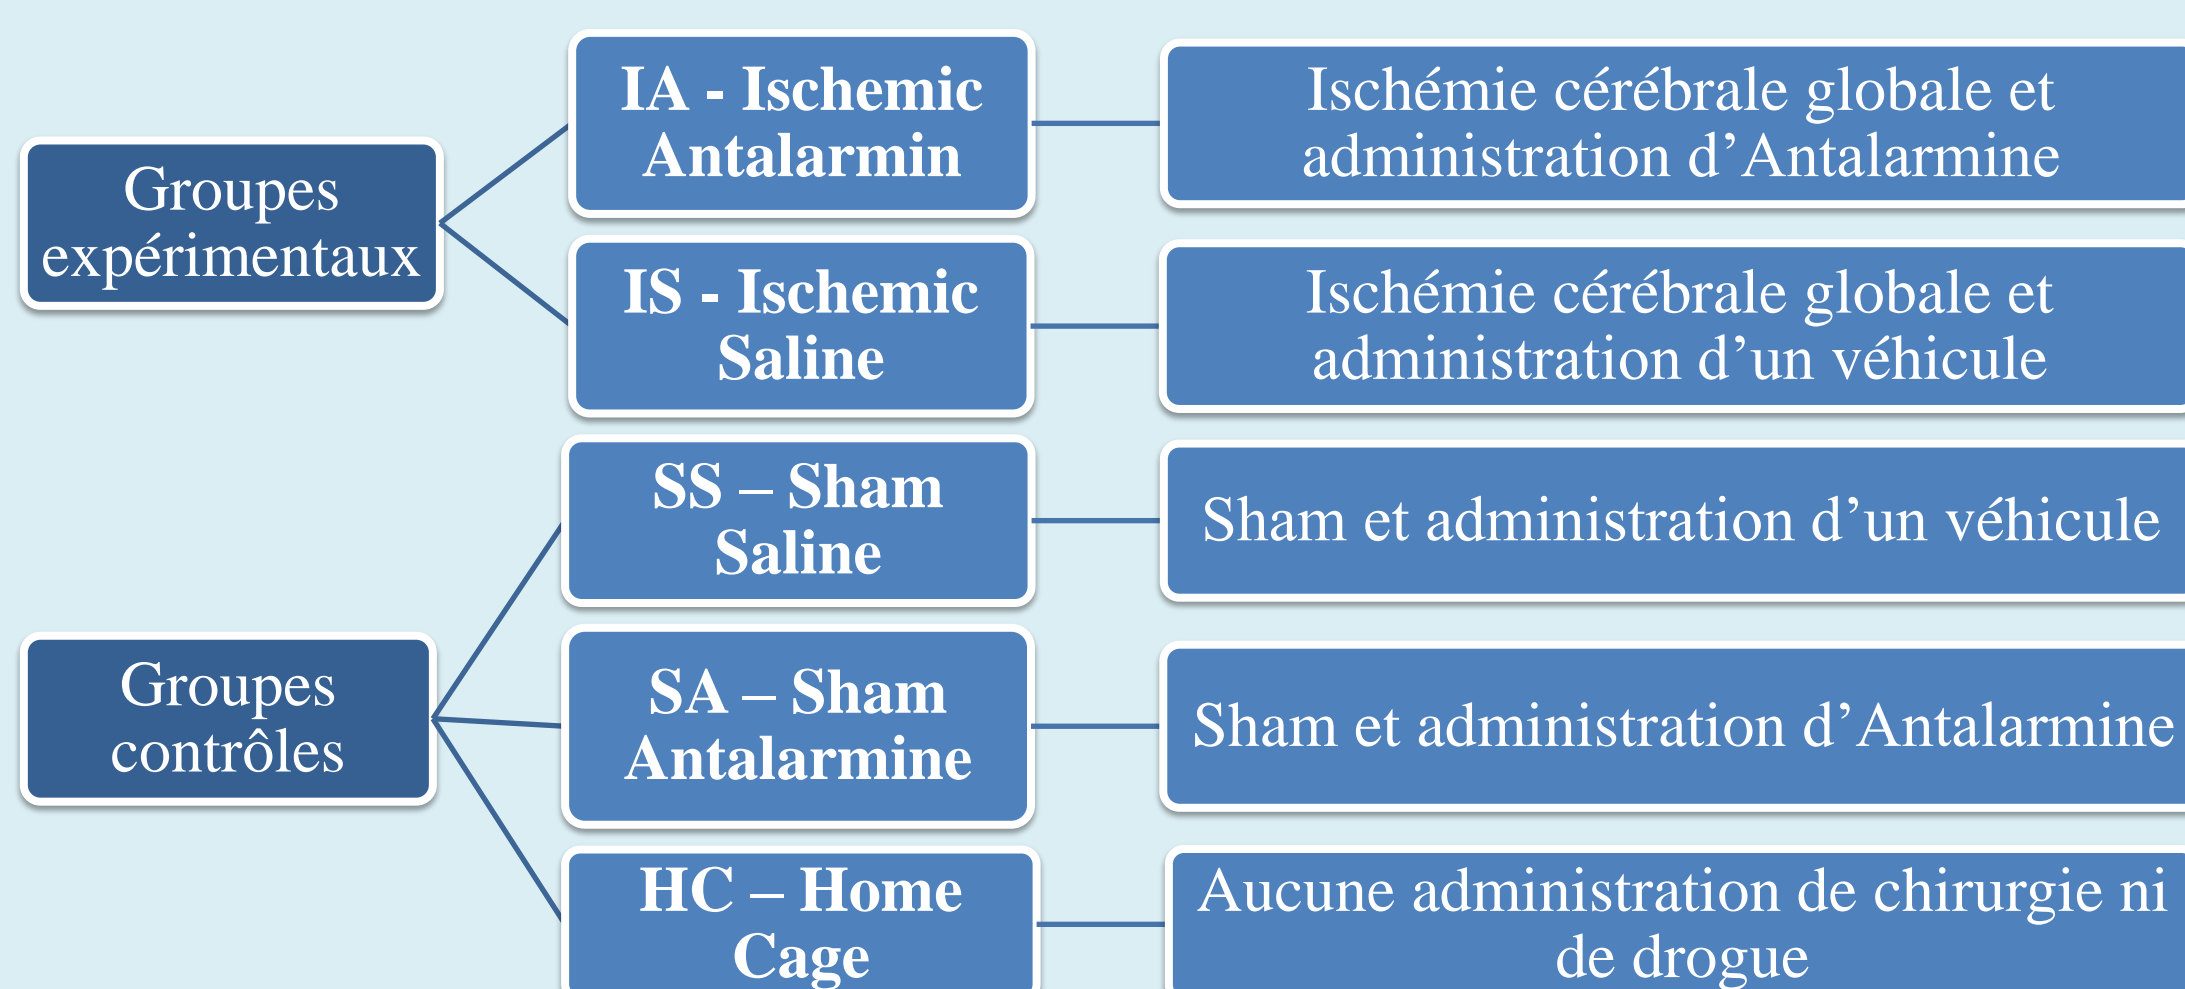 Groupes
expérimentaux
IA - Ischemic
Antalarmin
Ischémie cérébrale globale et
administration d’Antalarmine
IS - Ischemic
Saline
Ischémie cérébrale globale et
administration d’un véhicule
Groupes
contrôles
SS – Sham
Saline
Sham et administration d’un véhicule
SA – Sham
Antalarmine
Sham et administration d’Antalarmine
HC – Home
Cage
Aucune administration de chirurgie ni
de drogue